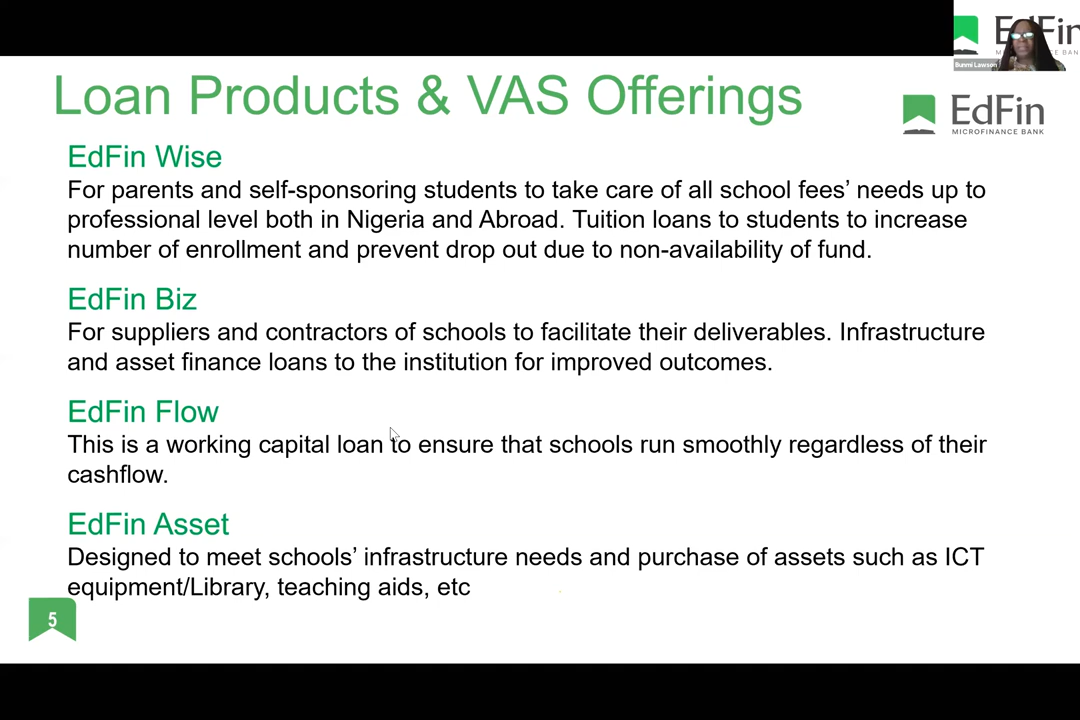 EdFin
CE BANK
Bunmi Lawson
Loan Products & VAS Offerings
EdFin
MICROFINANCE BANK
EdFin Wise
For parents and self-sponsoring students to take care of all school fees’ needs up to
professional level both in Nigeria and Abroad. Tuition loans to students to increase
number of enrollment and prevent drop out due to non-availability of fund.
EdFin Biz
For suppliers and contractors of schools to facilitate their deliverables. Infrastructure
and asset finance loans to the institution for improved outcomes.
EdFin Flow
This is a working capital loan to ensure that schools run smoothly regardless of their
cashflow.
EdFin Asset
Designed to meet schools’ infrastructure needs and purchase of assets such as ICT
equipment/Library, teaching aids, etc
5